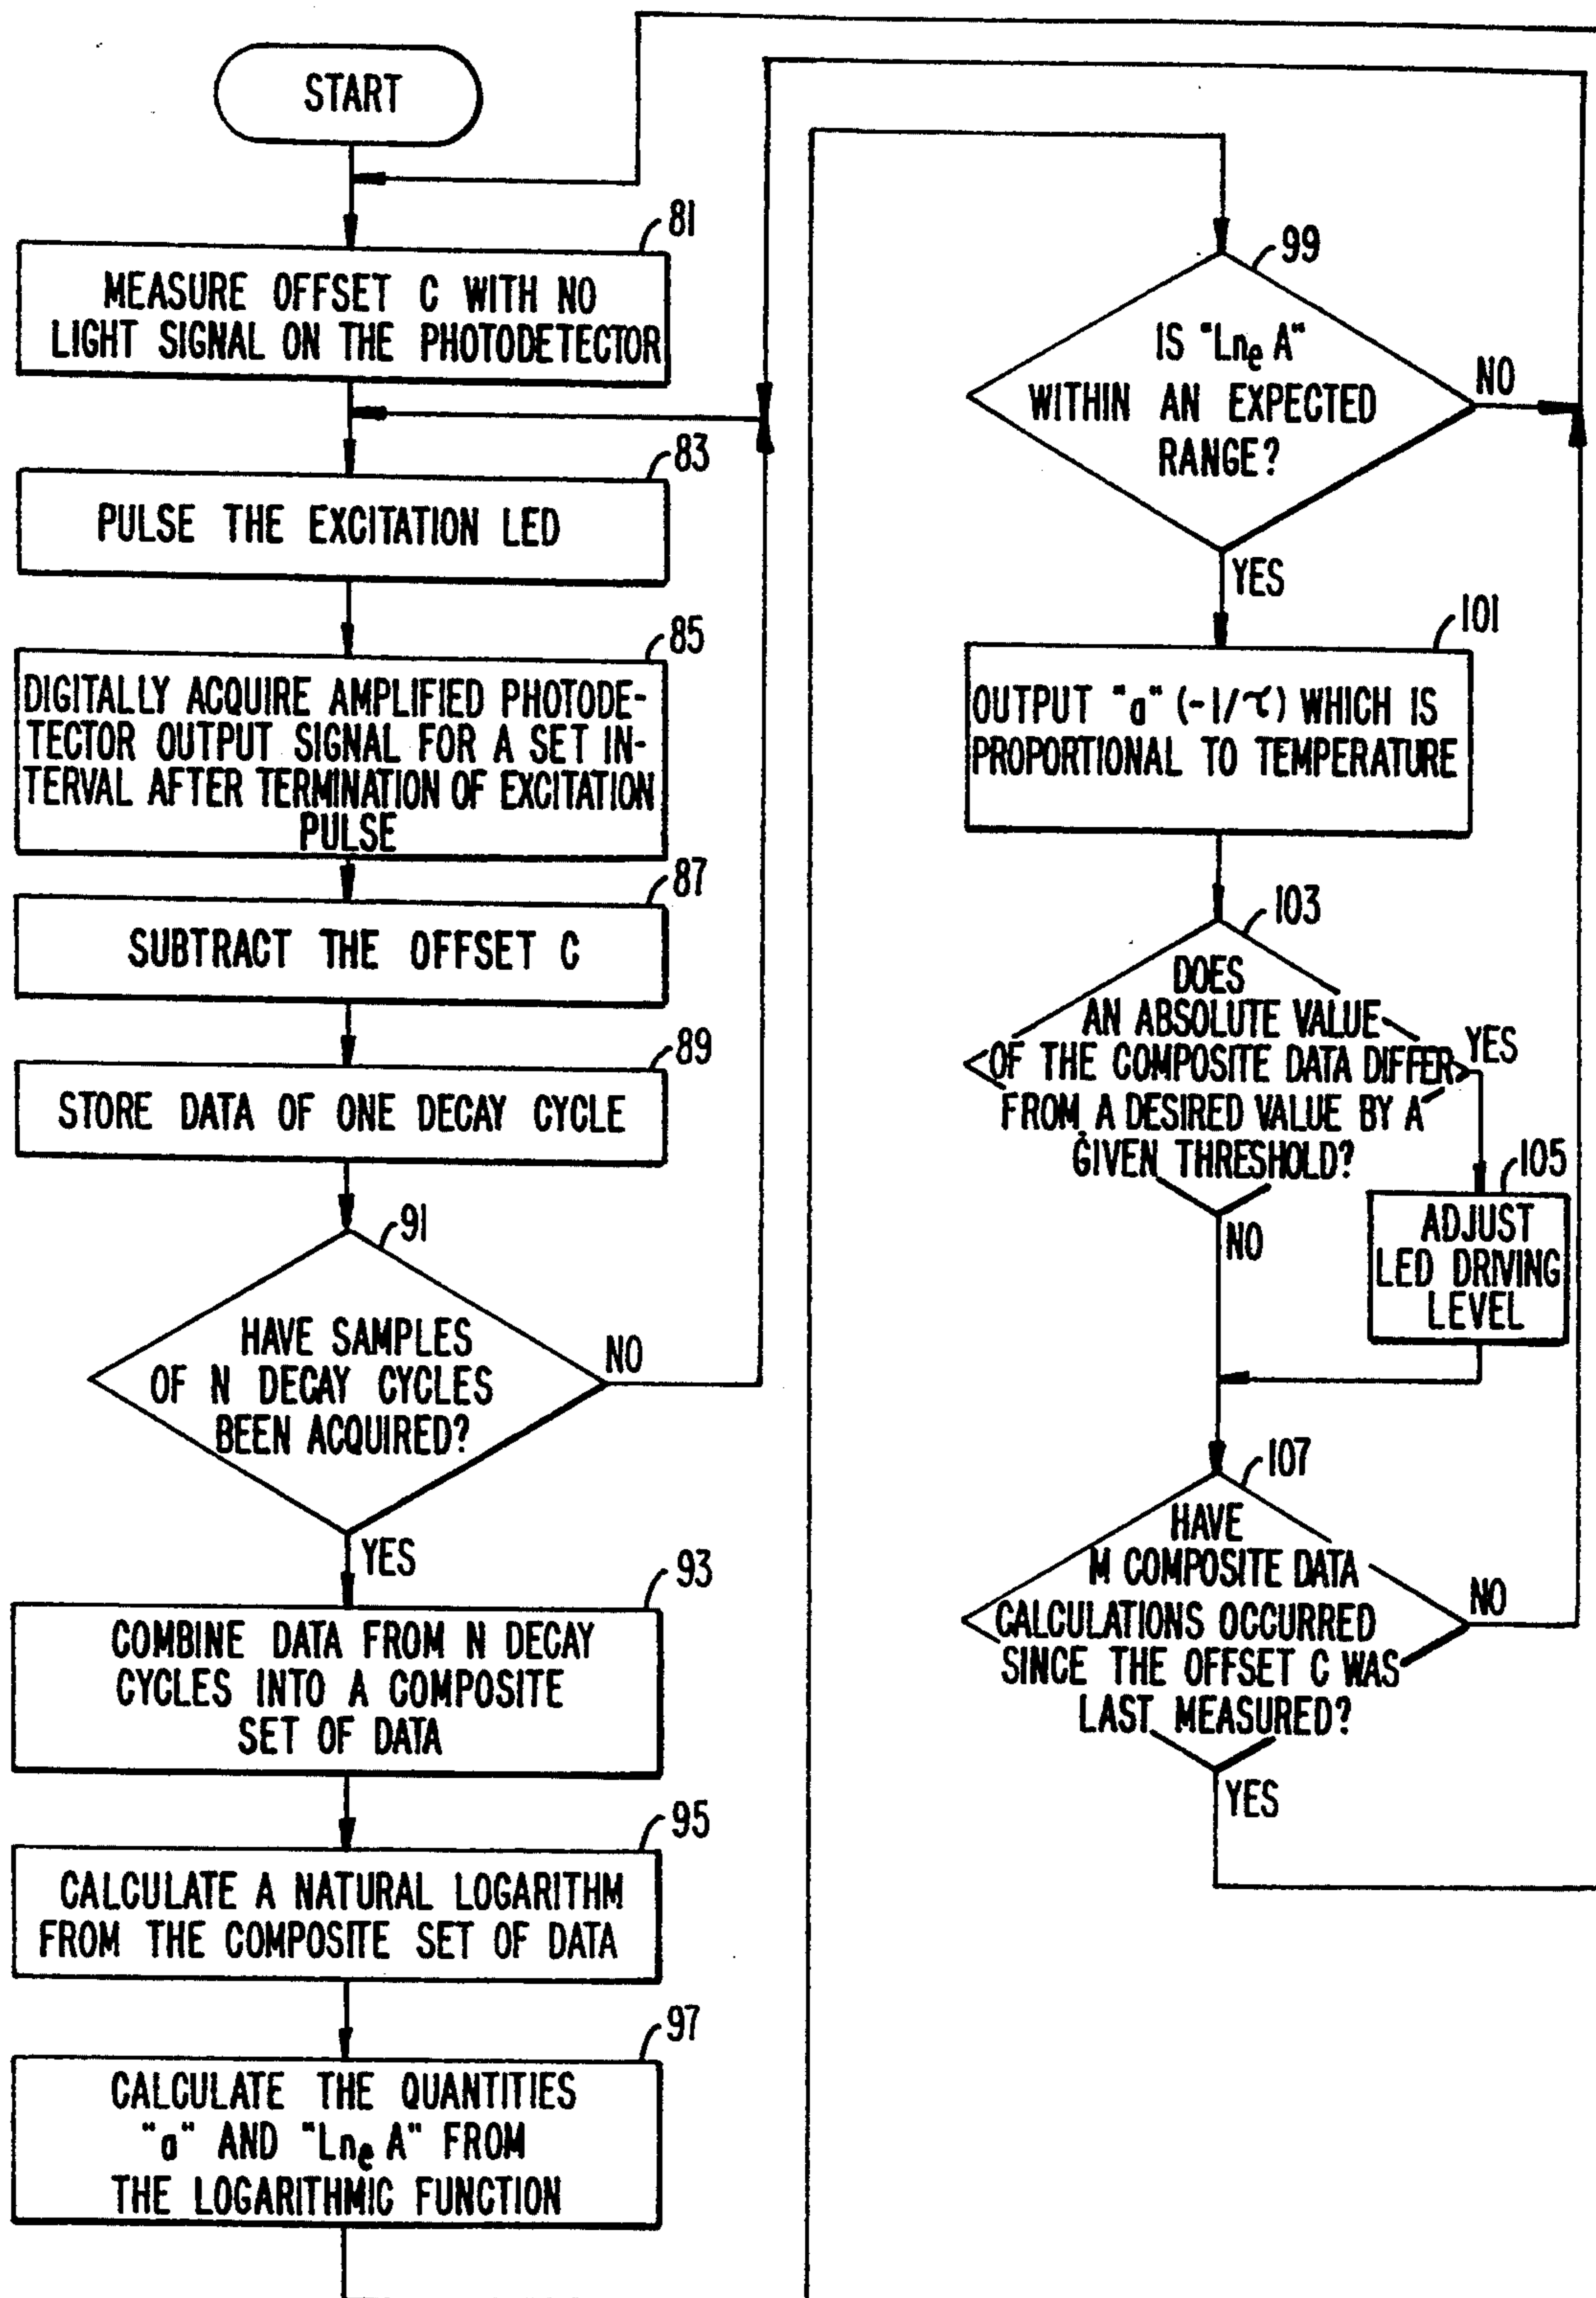 START
81
MEASURE OFFSET C WITH NO
LIGHT SIGNAL ON THE PHOTODETECTOR
83
PULSE THE EXCITATION LED
85
DIGITALLY ACQUIRE AMPLIFIED PHOTODE-
TECTOR OUTPUT SIGNAL FOR A SET IN-
TERVAL AFTER TERMINATION OF EXCITATION
PULSE
87
SUBTRACT THE OFFSET C
89
STORE DATA OF ONE DECAY CYCLE
91
HAVE SAMPLES
OF N DECAY CYCLES
BEEN ACQUIRED?
NO
YES
93
COMBINE DATA FROM N DECAY
CYCLES INTO A COMPOSITE
SET OF DATA
95
CALCULATE A NATURAL LOGARITHM
FROM THE COMPOSITE SET OF DATA
97
CALCULATE THE QUANTITIES
"a" AND "Lnₑ A" FROM
THE LOGARITHMIC FUNCTION
99
IS "Lnₑ A"
WITHIN AN EXPECTED
RANGE?
NO
YES
101
OUTPUT "a" (-1/τ) WHICH IS
PROPORTIONAL TO TEMPERATURE
103
DOES
AN ABSOLUTE VALUE
OF THE COMPOSITE DATA DIFFER
FROM A DESIRED VALUE BY A
GIVEN THRESHOLD?
YES
NO
105
ADJUST
LED DRIVING
LEVEL
107
HAVE
M COMPOSITE DATA
CALCULATIONS OCCURRED
SINCE THE OFFSET C WAS
LAST MEASURED?
NO
YES